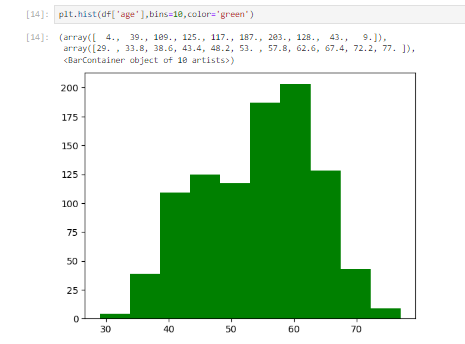 [14]: plt.hist(df['age'],bins=10,color='green')
[14]: (array([  4.,  39., 109., 125., 117., 187., 203., 128.,  43.,   9.]),
array([29. , 33.8, 38.6, 43.4, 48.2, 53. , 57.8, 62.6, 67.4, 72.2, 77. ]),
<BarContainer object of 10 artists>)
200
175
150
125
100
75
50
25
0
30 40 50 60 70